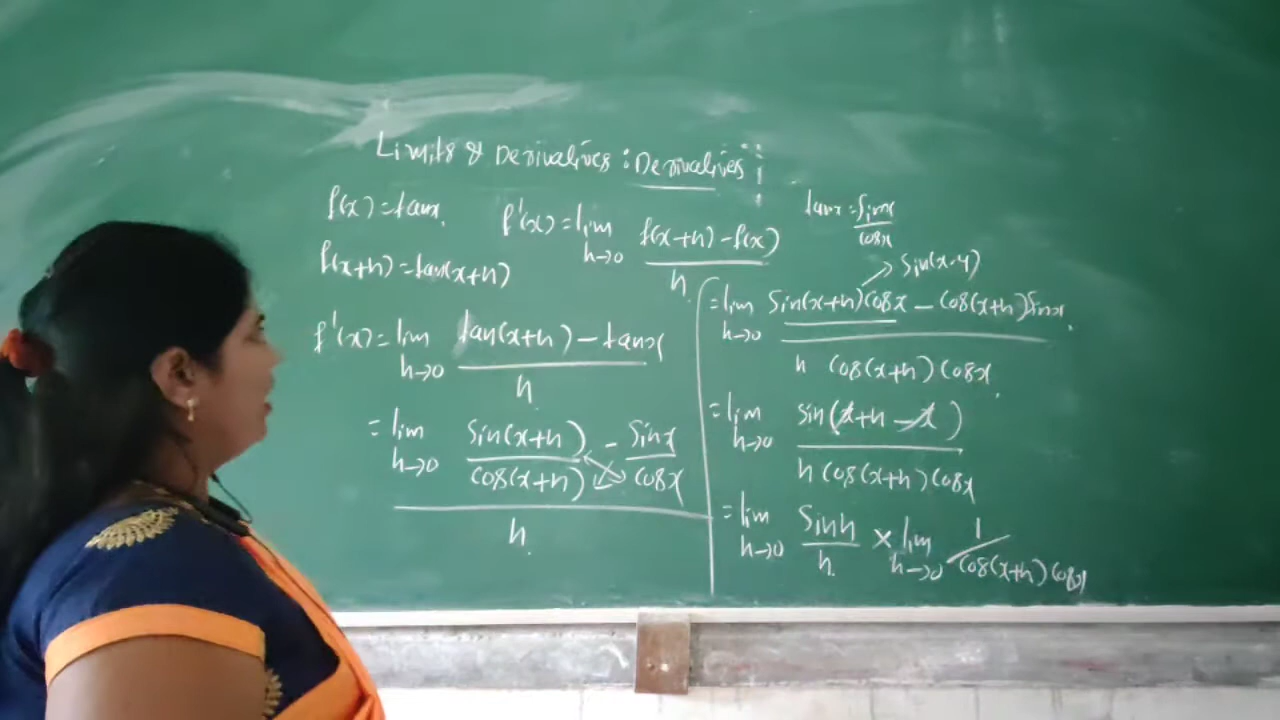 Limits & Derivatives : Derivatives :
f(x) = tanx.
f(x+h) = tan(x+h)
f'(x) = lim h→0 f(x+h) - f(x) / h.
f'(x) = lim h→0 tan(x+h) - tanx / h.
= lim h→0 sin(x+h) / cos(x+h) - sinx / cosx / h.
tanx = sinx / cosx
sin(x-y)
= lim h→0 sin(x+h)cosx - cos(x+h)sinx / h cos(x+h)cosx.
= lim h→0 sin(x+h-x) / h cos(x+h)cosx
= lim h→0 sinh / h. × lim h→0 1 / cos(x+h)cosx